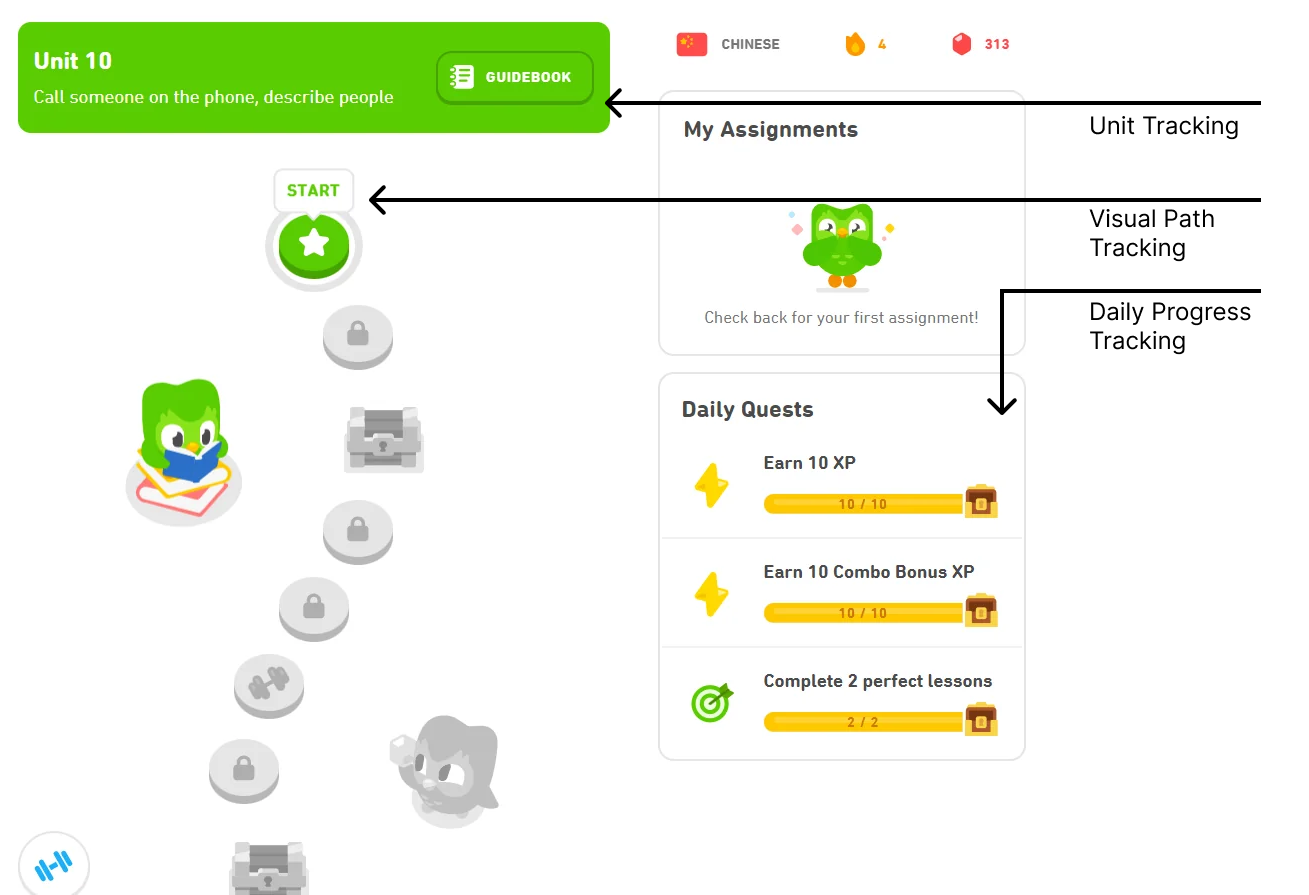 Unit 10
Call someone on the phone, describe people
GUIDEBOOK
CHINESE
4
313
Unit Tracking
My Assignments
START
Visual Path
Tracking
Check back for your first assignment!
Daily Progress
Tracking
Daily Quests
Earn 10 XP
10 / 10
Earn 10 Combo Bonus XP
10 / 10
Complete 2 perfect lessons
2 / 2